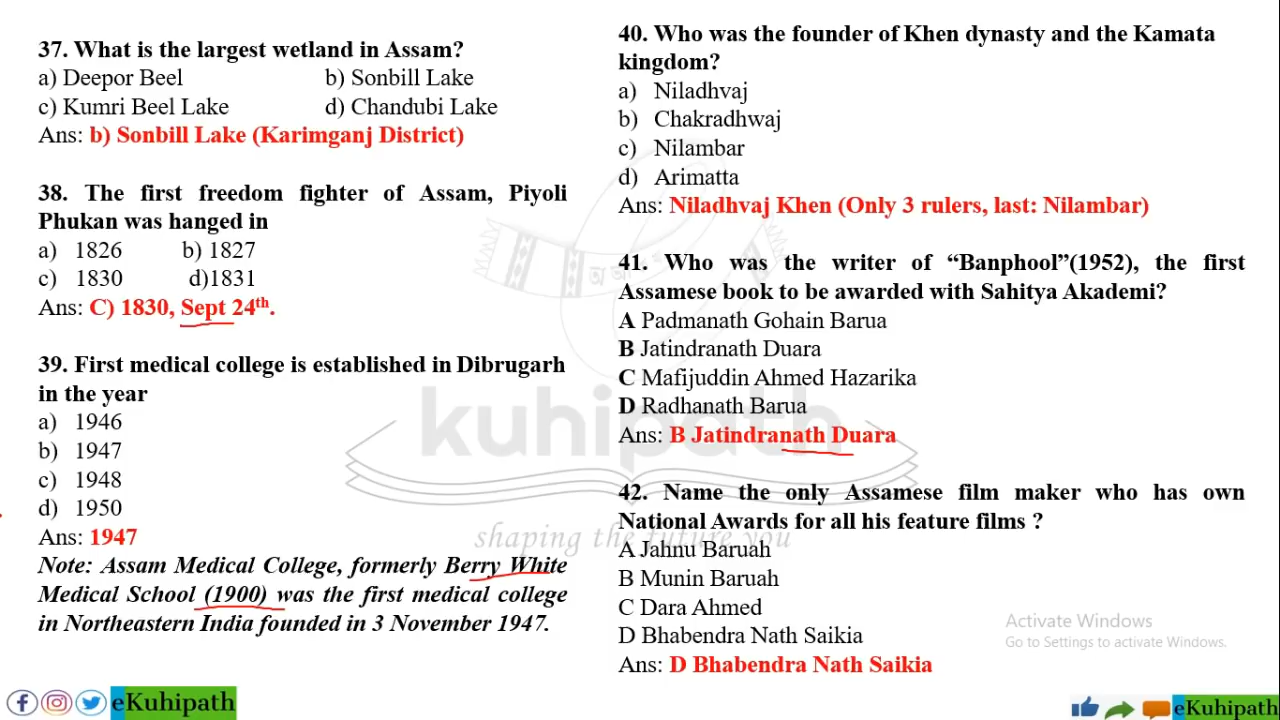 37. What is the largest wetland in Assam?
a) Deepor Beel b) Sonbill Lake
c) Kumri Beel Lake d) Chandubi Lake
Ans: b) Sonbill Lake (Karimganj District)
38. The first freedom fighter of Assam, Piyoli
Phukan was hanged in
a) 1826 b) 1827
c) 1830 d)1831
Ans: C) 1830, Sept 24th.
39. First medical college is established in Dibrugarh
in the year
a) 1946
b) 1947
c) 1948
d) 1950
Ans: 1947
Note: Assam Medical College, formerly Berry White
Medical School (1900) was the first medical college
in Northeastern India founded in 3 November 1947.
40. Who was the founder of Khen dynasty and the Kamata
kingdom?
a) Niladhvaj
b) Chakradhwaj
c) Nilambar
d) Arimatta
Ans: Niladhvaj Khen (Only 3 rulers, last: Nilambar)
41. Who was the writer of “Banphool”(1952), the first
Assamese book to be awarded with Sahitya Akademi?
A Padmanath Gohain Barua
B Jatindranath Duara
C Mafijuddin Ahmed Hazarika
D Radhanath Barua
Ans: B Jatindranath Duara
42. Name the only Assamese film maker who has own
National Awards for all his feature films ?
A Jahnu Baruah
B Munin Baruah
C Dara Ahmed
D Bhabendra Nath Saikia
Ans: D Bhabendra Nath Saikia
kuhipath
shaping the future you
Activate Windows
Go to Settings to activate Windows.
eKuhipath
eKuhipath